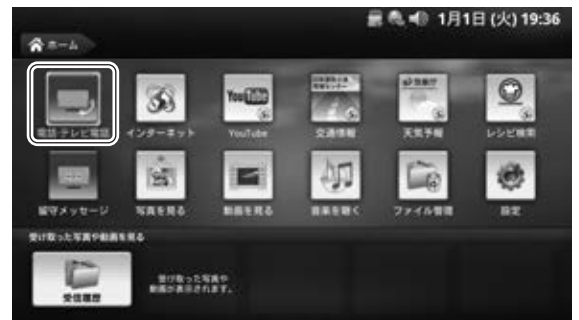 1月1日 (火) 19:36
ホーム
電話・テレビ電話
インターネット
YouTube
YouTube
交通情報
天気予報
レシピ検索
留守メッセージ
写真を見る
動画を見る
音楽を聴く
ファイル管理
設定
受け取った写真や動画を見る
受信履歴
受け取った写真や
動画が表示されます。